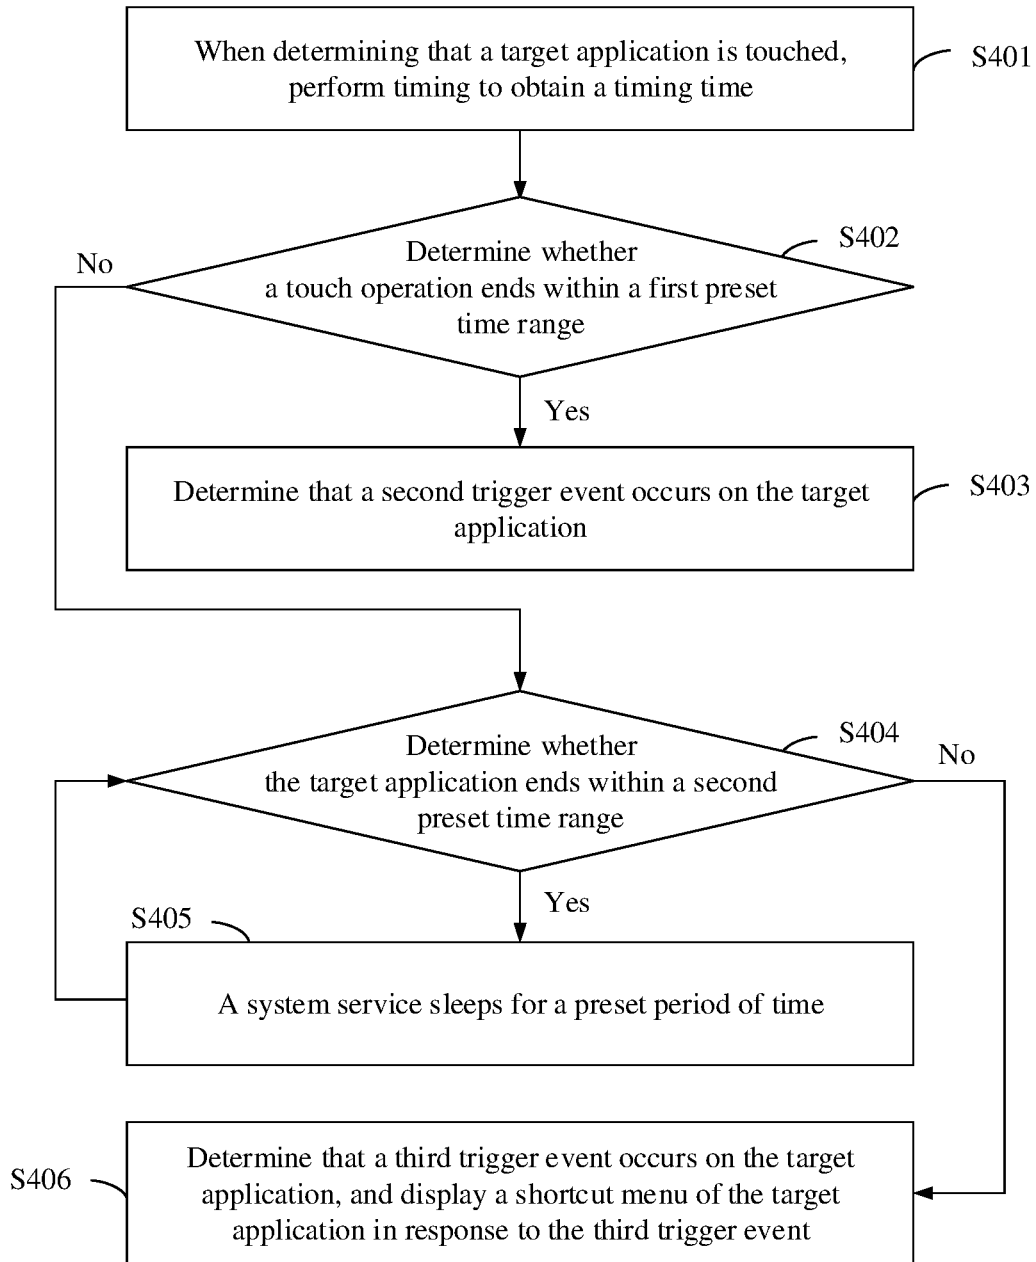 When determining that a target application is touched,
perform timing to obtain a timing time
S401
Determine whether
a touch operation ends within a first preset
time range
S402
No
Yes
Determine that a second trigger event occurs on the target
application
S403
Determine whether
the target application ends within a second
preset time range
S404
No
Yes
S405
A system service sleeps for a preset period of time
S406
Determine that a third trigger event occurs on the target
application, and display a shortcut menu of the target
application in response to the third trigger event